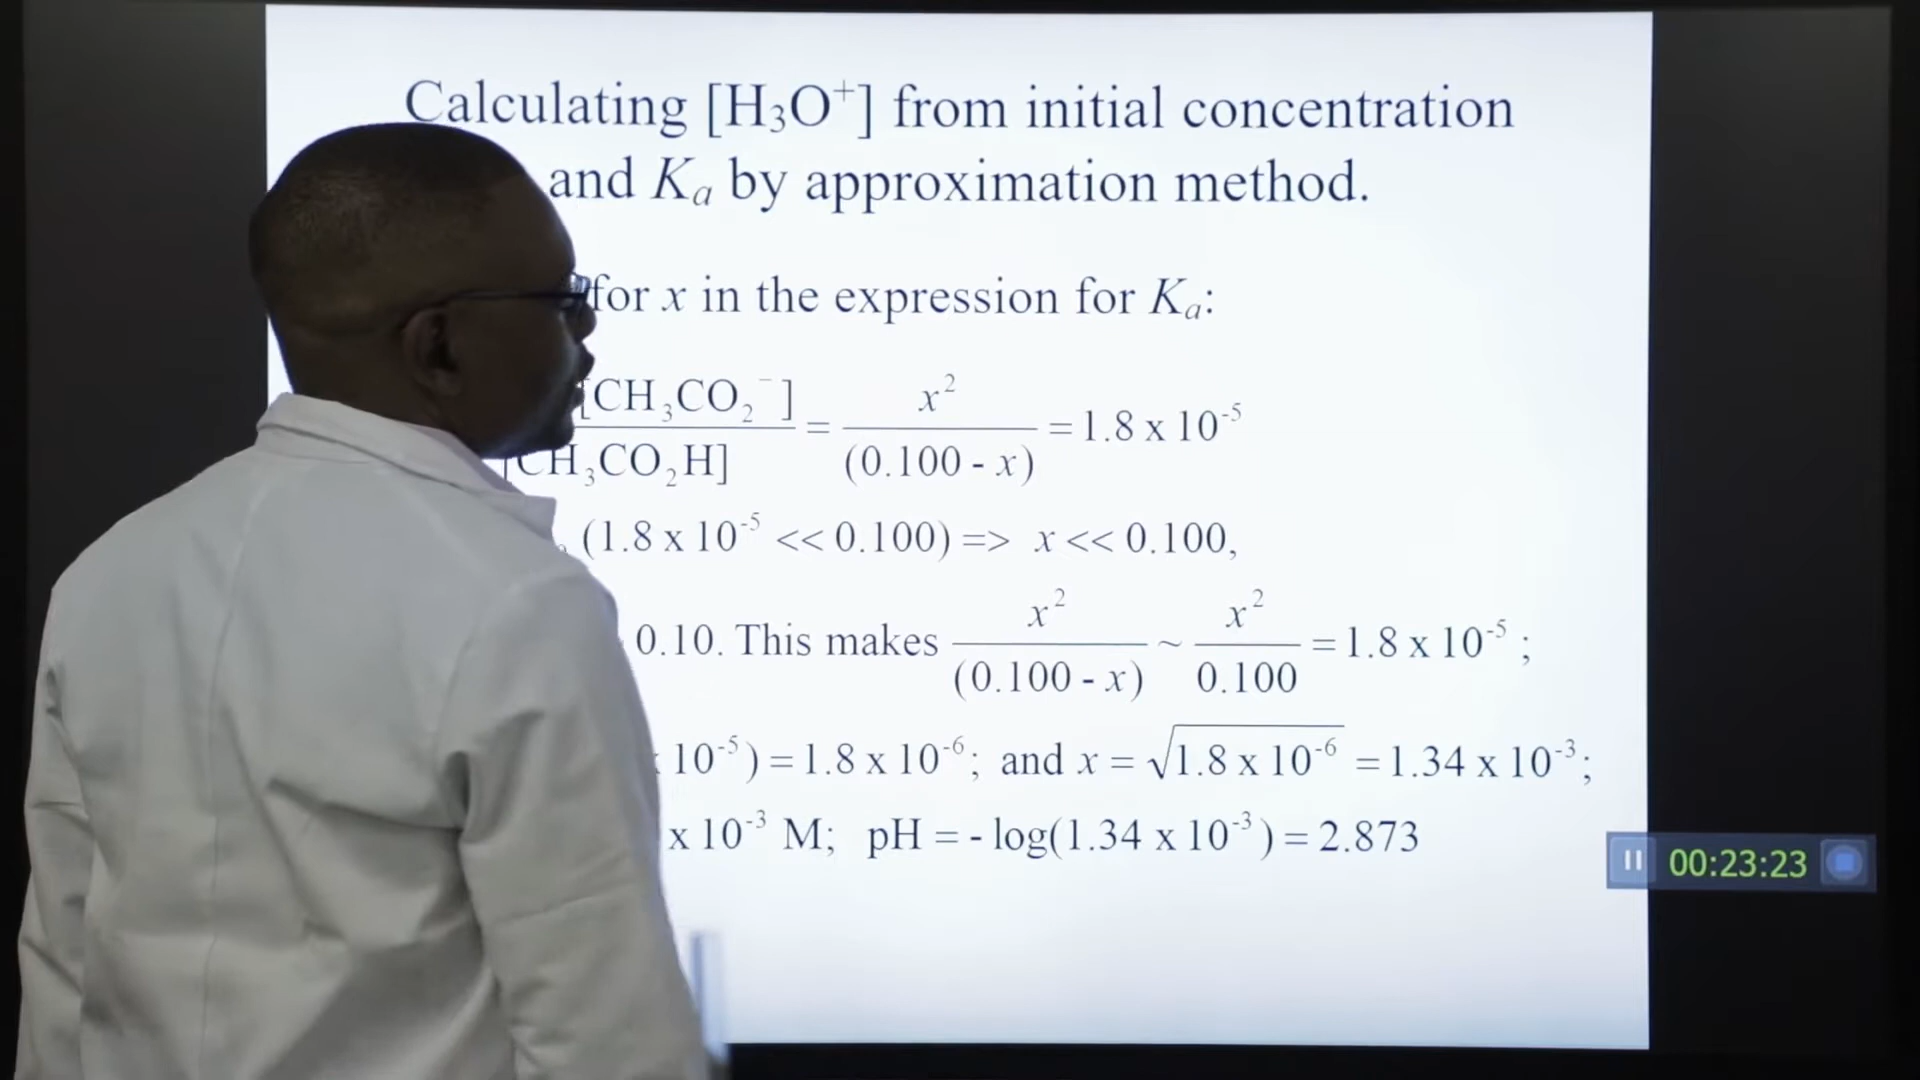 Calculating [H₃O⁺] from initial concentration
and Kₐ by approximation method.
for x in the expression for Kₐ:
[CH₃CO₂⁻] / [CH₃CO₂H] = x² / (0.100 - x) = 1.8 x 10⁻⁵
(1.8 x 10⁻⁵ << 0.100) => x << 0.100,
0.10. This makes x² / (0.100 - x) ~ x² / 0.100 = 1.8 x 10⁻⁵ ;
10⁻⁵) = 1.8 x 10⁻⁶; and x = √1.8 x 10⁻⁶ = 1.34 x 10⁻³;
x 10⁻³ M; pH = - log(1.34 x 10⁻³) = 2.873
00:23:23